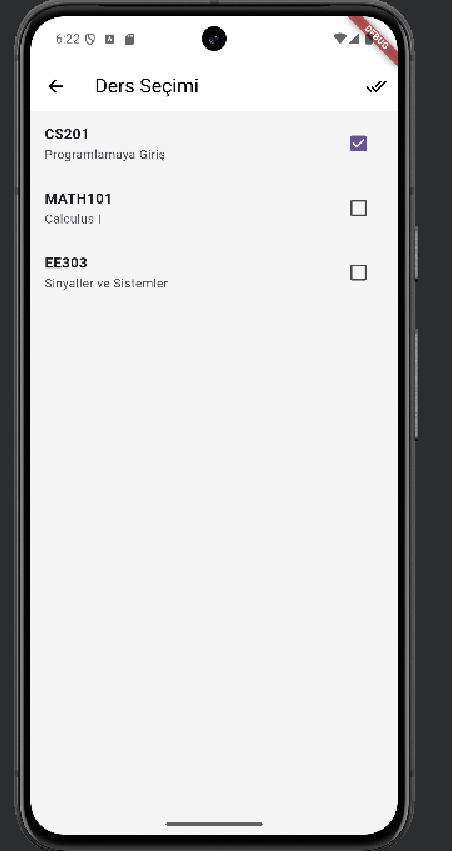 6:22
DEBUG
Ders Seçimi
CS201
Programlamaya Giriş
MATH101
Calculus I
EE303
Sinyaller ve Sistemler